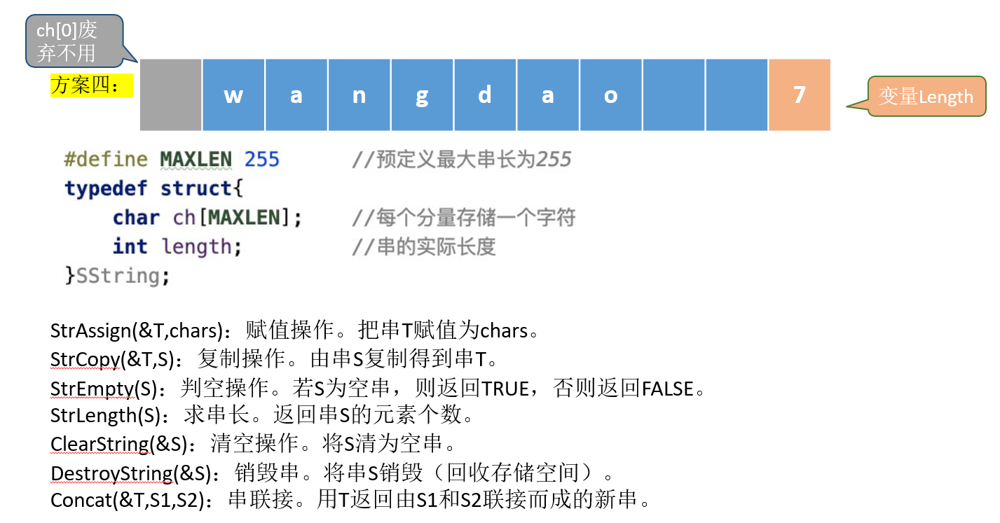 ch[0]废
弃不用
方案四：
w a n g d a o 7
变量Length
#define MAXLEN 255 //预定义最大串长为255
typedef struct{
char ch[MAXLEN]; //每个分量存储一个字符
int length; //串的实际长度
}SString;
StrAssign(&T,chars)：赋值操作。把串T赋值为chars。
StrCopy(&T,S)：复制操作。由串S复制得到串T。
StrEmpty(S)：判空操作。若S为空串，则返回TRUE，否则返回FALSE。
StrLength(S)：求串长。返回串S的元素个数。
ClearString(&S)：清空操作。将S清为空串。
DestroyString(&S)：销毁串。将串S销毁（回收存储空间）。
Concat(&T,S1,S2)：串联接。用T返回由S1和S2联接而成的新串。